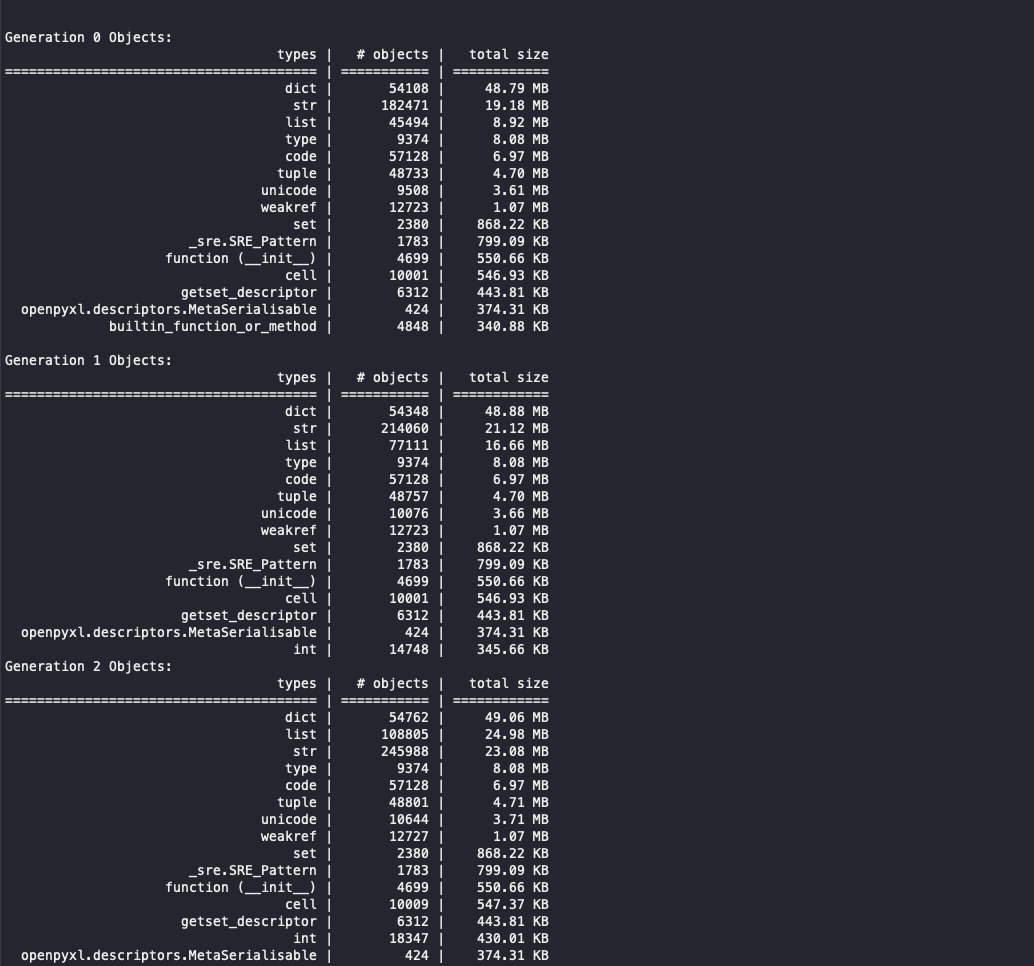 Generation 0 Objects:
types | # objects | total size
======================================= | =========== | ============
dict | 54108 | 48.79 MB
str | 182471 | 19.18 MB
list | 45494 | 8.92 MB
type | 9374 | 8.08 MB
code | 57128 | 6.97 MB
tuple | 48733 | 4.70 MB
unicode | 9508 | 3.61 MB
weakref | 12723 | 1.07 MB
set | 2380 | 868.22 KB
_sre.SRE_Pattern | 1783 | 799.09 KB
function (__init__) | 4699 | 550.66 KB
cell | 10001 | 546.93 KB
getset_descriptor | 6312 | 443.81 KB
openpyxl.descriptors.MetaSerialisable | 424 | 374.31 KB
builtin_function_or_method | 4848 | 340.88 KB
Generation 1 Objects:
types | # objects | total size
======================================= | =========== | ============
dict | 54348 | 48.88 MB
str | 214060 | 21.12 MB
list | 77111 | 16.66 MB
type | 9374 | 8.08 MB
code | 57128 | 6.97 MB
tuple | 48757 | 4.70 MB
unicode | 10076 | 3.66 MB
weakref | 12723 | 1.07 MB
set | 2380 | 868.22 KB
_sre.SRE_Pattern | 1783 | 799.09 KB
function (__init__) | 4699 | 550.66 KB
cell | 10001 | 546.93 KB
getset_descriptor | 6312 | 443.81 KB
openpyxl.descriptors.MetaSerialisable | 424 | 374.31 KB
int | 14748 | 345.66 KB
Generation 2 Objects:
types | # objects | total size
======================================= | =========== | ============
dict | 54762 | 49.06 MB
list | 108805 | 24.98 MB
str | 245988 | 23.08 MB
type | 9374 | 8.08 MB
code | 57128 | 6.97 MB
tuple | 48801 | 4.71 MB
unicode | 10644 | 3.71 MB
weakref | 12727 | 1.07 MB
set | 2380 | 868.22 KB
_sre.SRE_Pattern | 1783 | 799.09 KB
function (__init__) | 4699 | 550.66 KB
cell | 10009 | 547.37 KB
getset_descriptor | 6312 | 443.81 KB
int | 18347 | 430.01 KB
openpyxl.descriptors.MetaSerialisable | 424 | 374.31 KB